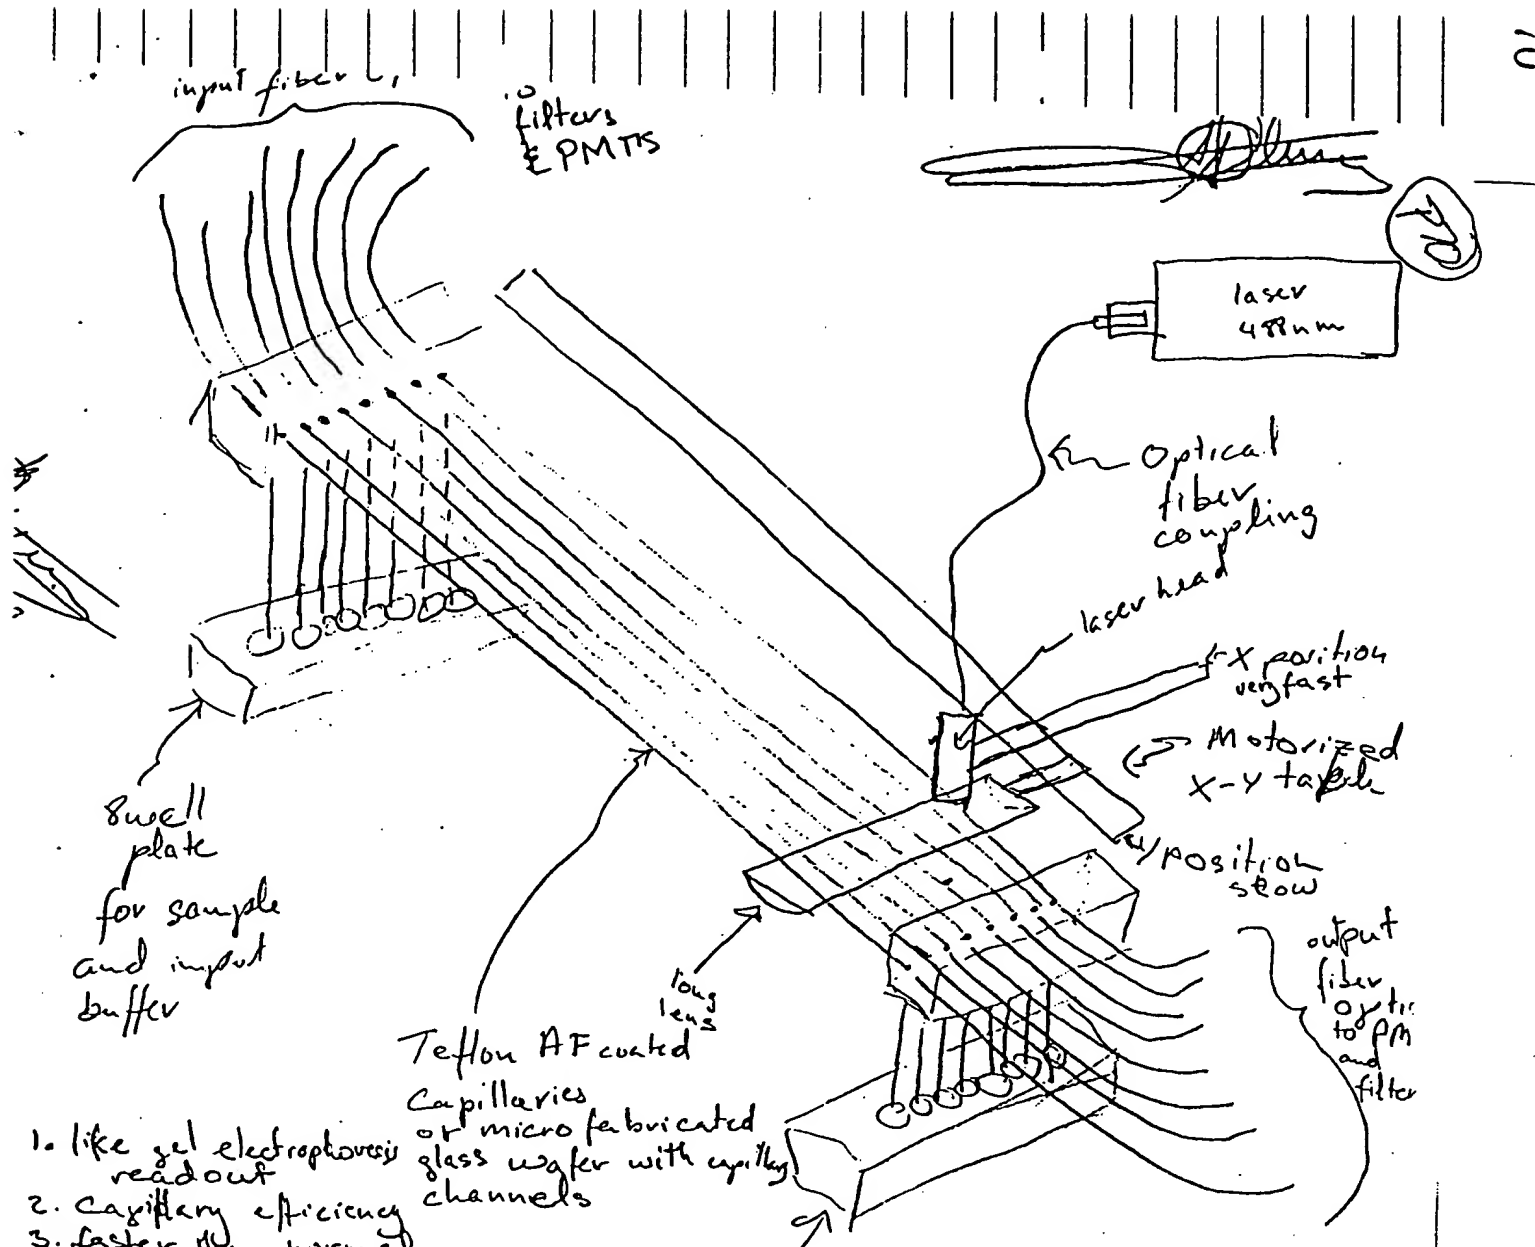 input fiber
filters
& PMTS
laser
488nm
Optical
fiber
coupling
laser head
X position
very fast
Motorized
X-Y table
Y position
slow
8 well
plate
for sample
and input
buffer
long
lens
output
fiber
to PM
and
filter
Teflon AF coated
Capillaries
or micro fabricated
glass wafer with capillary
channels
1. like gel electrophoresis
readout
2. Capillary efficiency
3. faster